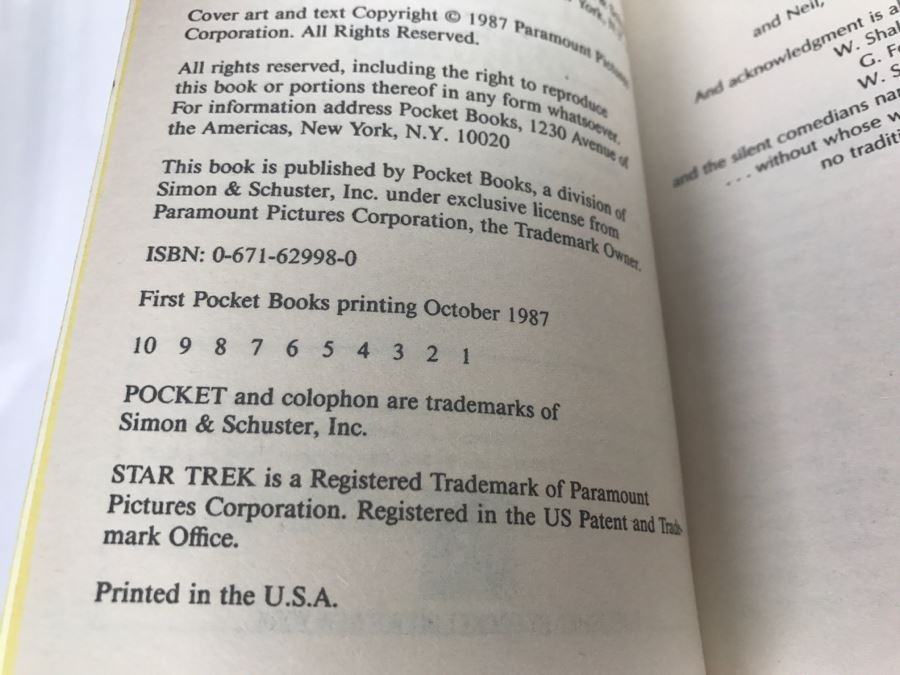 York, N.Y.
Cover art and text Copyright © 1987 Paramount Pictures
Corporation. All Rights Reserved.
All rights reserved, including the right to reproduce
this book or portions thereof in any form whatsoever.
For information address Pocket Books, 1230 Avenue of
the Americas, New York, N.Y. 10020
This book is published by Pocket Books, a division of
Simon & Schuster, Inc. under exclusive license from
Paramount Pictures Corporation, the Trademark Owner.
ISBN: 0-671-62998-0
First Pocket Books printing October 1987
10 9 8 7 6 5 4 3 2 1
POCKET and colophon are trademarks of
Simon & Schuster, Inc.
STAR TREK is a Registered Trademark of Paramount
Pictures Corporation. Registered in the US Patent and Trade-
mark Office.
Printed in the U.S.A.
and Neil,
And acknowledgment is a
W. Sha
G. F
W. S
and the silent comedians na
. . . without whose w
no traditi